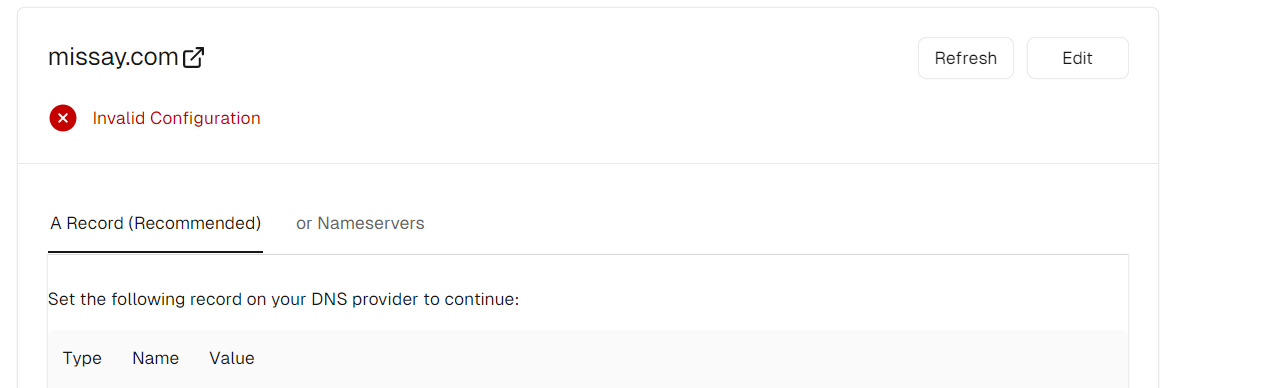 missay.com
Refresh Edit
Invalid Configuration
A Record (Recommended) or Nameservers
Set the following record on your DNS provider to continue:
Type Name Value